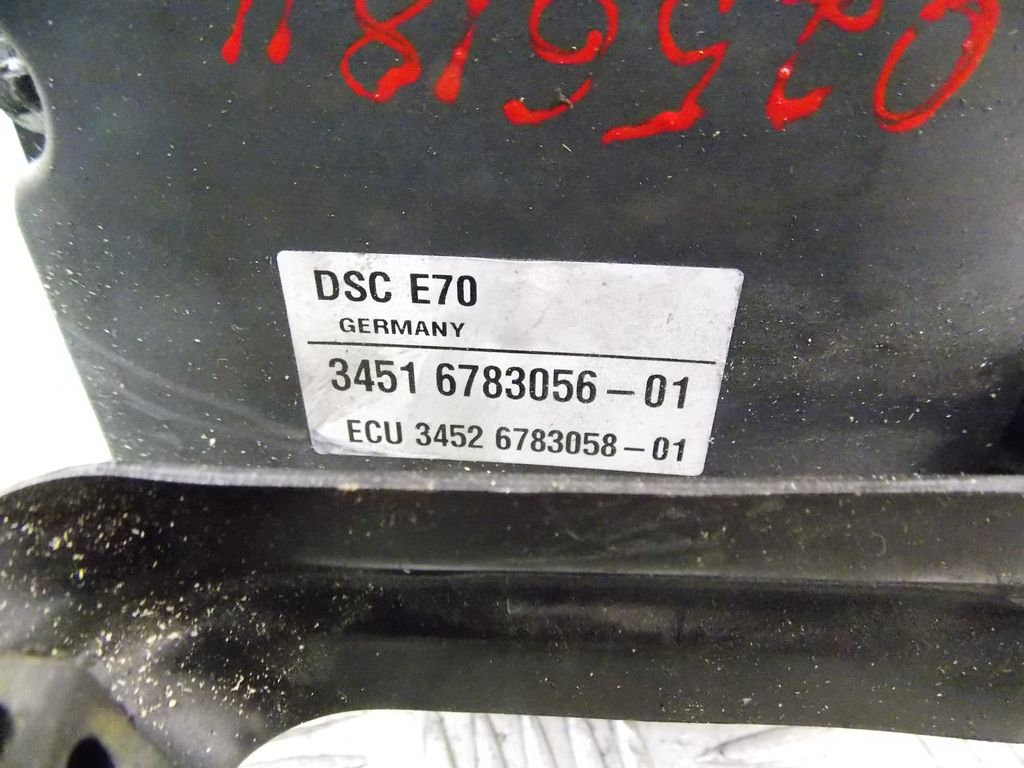 DSC E70
GERMANY
3451 6783056-01
ECU 3452 6783058-01